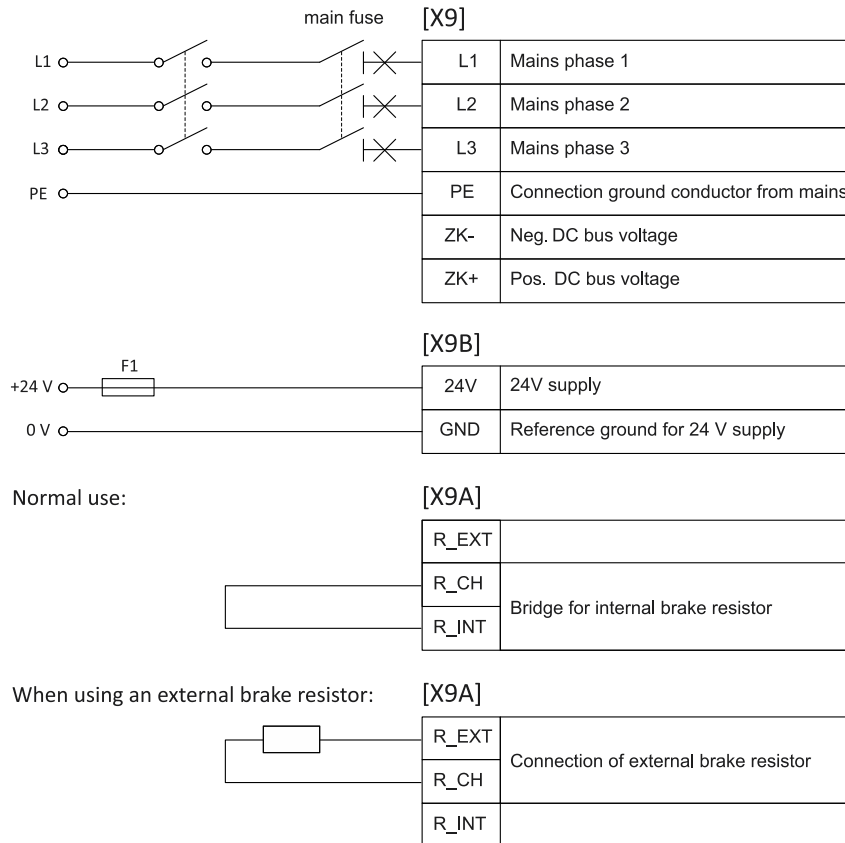 main fuse [X9]
L1 L1 Mains phase 1
L2 L2 Mains phase 2
L3 L3 Mains phase 3
PE PE Connection ground conductor from mains
ZK- Neg. DC bus voltage
ZK+ Pos. DC bus voltage
[X9B]
F1
+24 V 24V 24V supply
0 V GND Reference ground for 24 V supply
Normal use: [X9A]
R_EXT
R_CH
Bridge for internal brake resistor
R_INT
When using an external brake resistor: [X9A]
R_EXT
Connection of external brake resistor
R_CH
R_INT